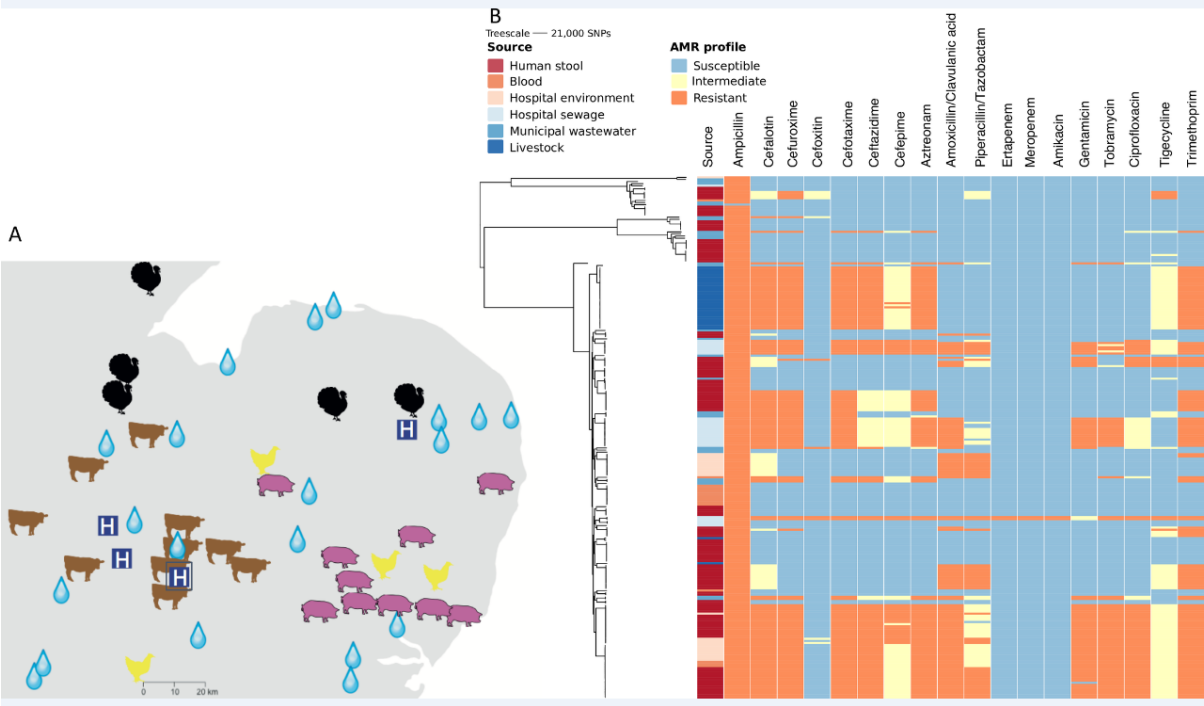 B
Treescale 21,000 SNPs
Source
Human stool
Blood
Hospital environment
Hospital sewage
Municipal wastewater
Livestock
AMR profile
Susceptible
Intermediate
Resistant
Source
Ampicillin
Cefalotin
Cefuroxime
Cefoxitin
Cefotaxime
Ceftazidime
Cefepime
Aztreonam
Amoxicillin/Clavulanic acid
Piperacillin/Tazobactam
Ertapenem
Meropenem
Amikacin
Gentamicin
Tobramycin
Ciprofloxacin
Tigecycline
Trimethoprim
A
H
H
H
H
0 10 20 km